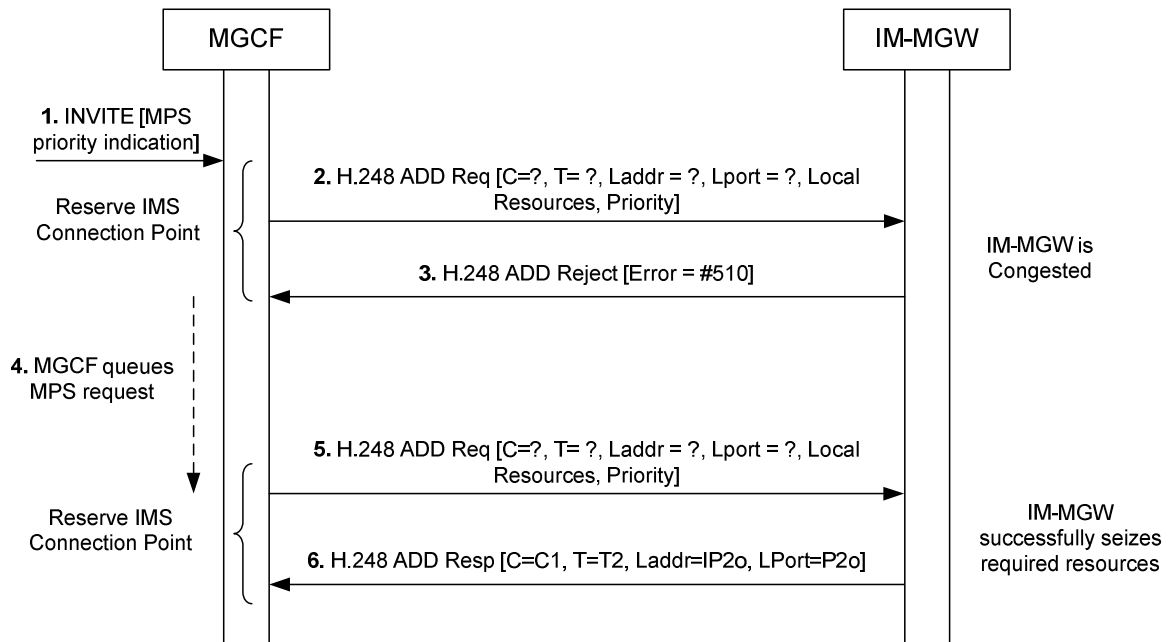 MGCF
IM-MGW
1. INVITE [MPS
priority indication]
2. H.248 ADD Req [C=?, T= ?, Laddr = ?, Lport = ?, Local
Resources, Priority]
Reserve IMS
Connection Point
IM-MGW is
Congested
3. H.248 ADD Reject [Error = #510]
4. MGCF queues
MPS request
5. H.248 ADD Req [C=?, T= ?, Laddr = ?, Lport = ?, Local
Resources, Priority]
Reserve IMS
Connection Point
IM-MGW
successfully seizes
required resources
6. H.248 ADD Resp [C=C1, T=T2, Laddr=IP2o, LPort=P2o]